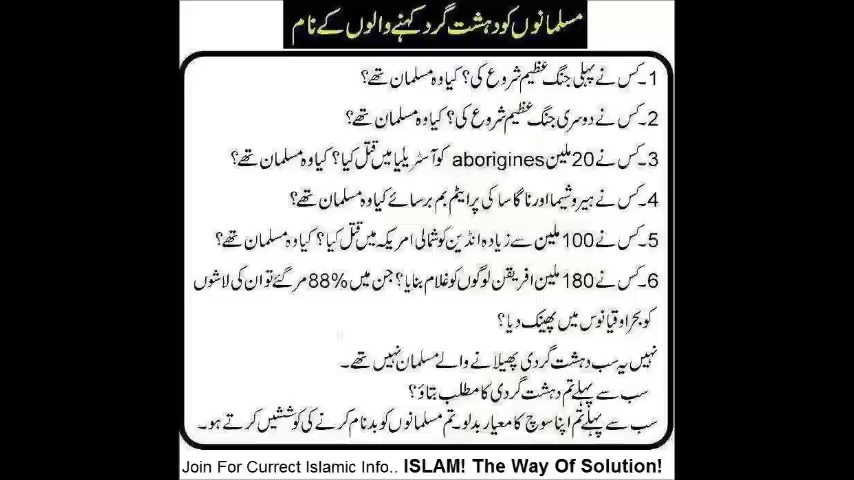 مسلمانوں کو دہشت گرد کہنے والوں کے نام
1۔کس نے پہلی جنگ عظیم شروع کی؟ کیا وہ مسلمان تھے؟
2۔کس نے دوسری جنگ عظیم شروع کی؟ کیا وہ مسلمان تھے؟
3۔کس نے 20 ملین aborigines کو آسٹریلیا میں قتل کیا؟ کیا وہ مسلمان تھے؟
4۔کس نے ہیروشیما اور ناگاسا کی پر ایٹم بم برسائے کیا وہ مسلمان تھے؟
5۔کس نے 100 ملین سے زیادہ انڈین کو شمالی امریکہ میں قتل کیا؟ کیا وہ مسلمان تھے؟
6۔کس نے 180 ملین افریقن لوگوں کو غلام بنایا؟ جن میں 88% مر گئے تو ان کی لاشوں
کو بحر اوقیانوس میں پھینک دیا؟
نہیں یہ سب دہشت گردی پھیلانے والے مسلمان نہیں تھے۔
سب سے پہلے تم دہشت گردی کا مطلب بتاؤ؟
سب سے پہلے تم اپنا سوچ کا معیار بدلو۔ تم مسلمانوں کو بدنام کرنے کی کوششیں کرتے ہو۔
Join For Currect Islamic Info.. ISLAM! The Way Of Solution!